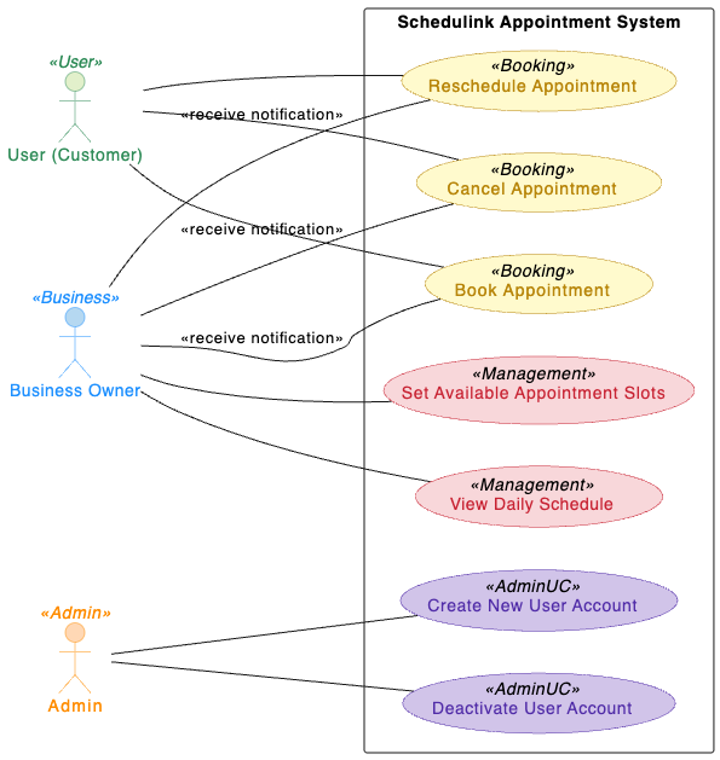 Schedulink Appointment System
«User»
User (Customer)
«Business»
Business Owner
«Admin»
Admin
«receive notification»
«receive notification»
«receive notification»
«Booking»
Reschedule Appointment
«Booking»
Cancel Appointment
«Booking»
Book Appointment
«Management»
Set Available Appointment Slots
«Management»
View Daily Schedule
«AdminUC»
Create New User Account
«AdminUC»
Deactivate User Account